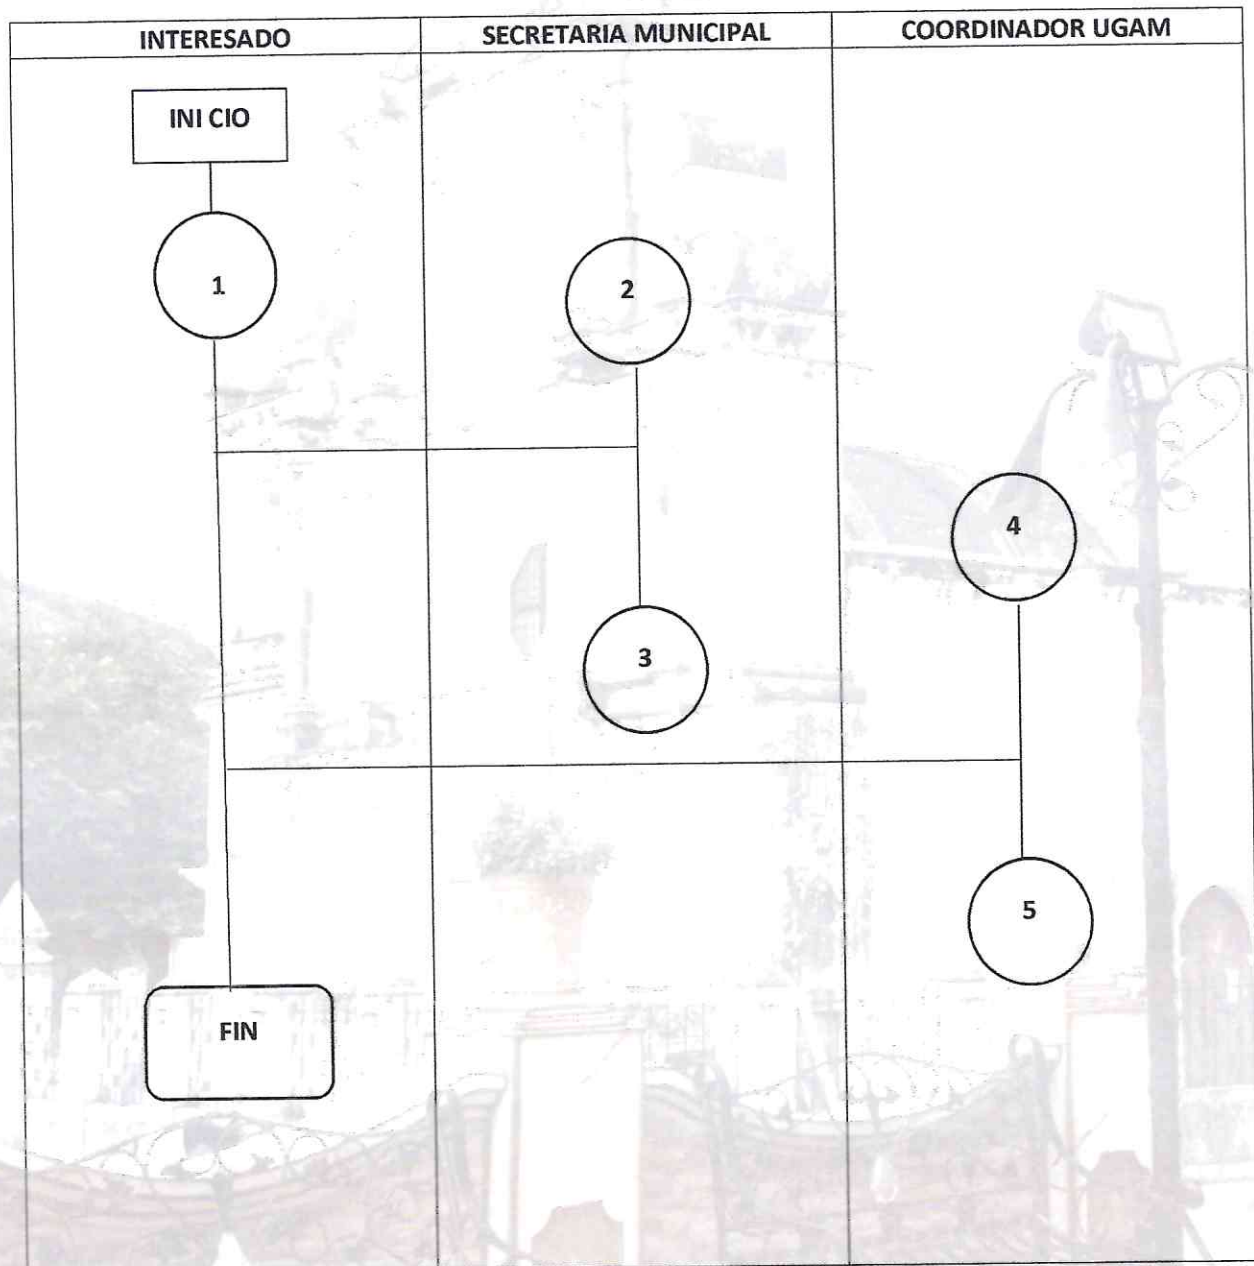 INTERESADO
SECRETARIA MUNICIPAL
COORDINADOR UGAM
INI CIO
1
2
4
3
5
FIN